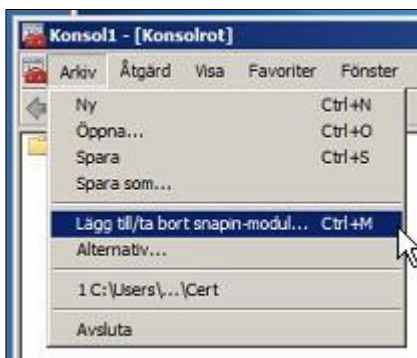 Konsol1 - [Konsolrot]
Arkiv Åtgärd Visa Favoriter Fönster
Ny Ctrl+N
Öppna... Ctrl+O
Spara Ctrl+S
Spara som...
Lägg till/ta bort snapin-modul... Ctrl+M
Alternativ...
1 C:\Users\...\Cert
Avsluta